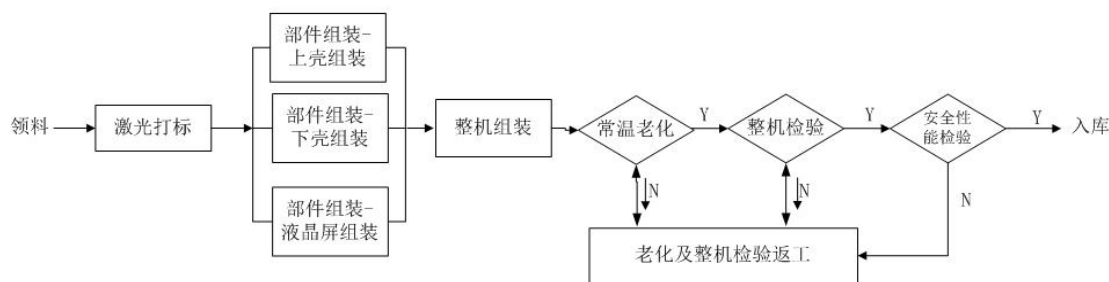 部件组装-
上壳组装
领料
激光打标
部件组装-
下壳组装
部件组装-
液晶屏组装
整机组装
常温老化
Y
整机检验
Y
安全性
能检验
Y
入库
N
N
N
老化及整机检验返工